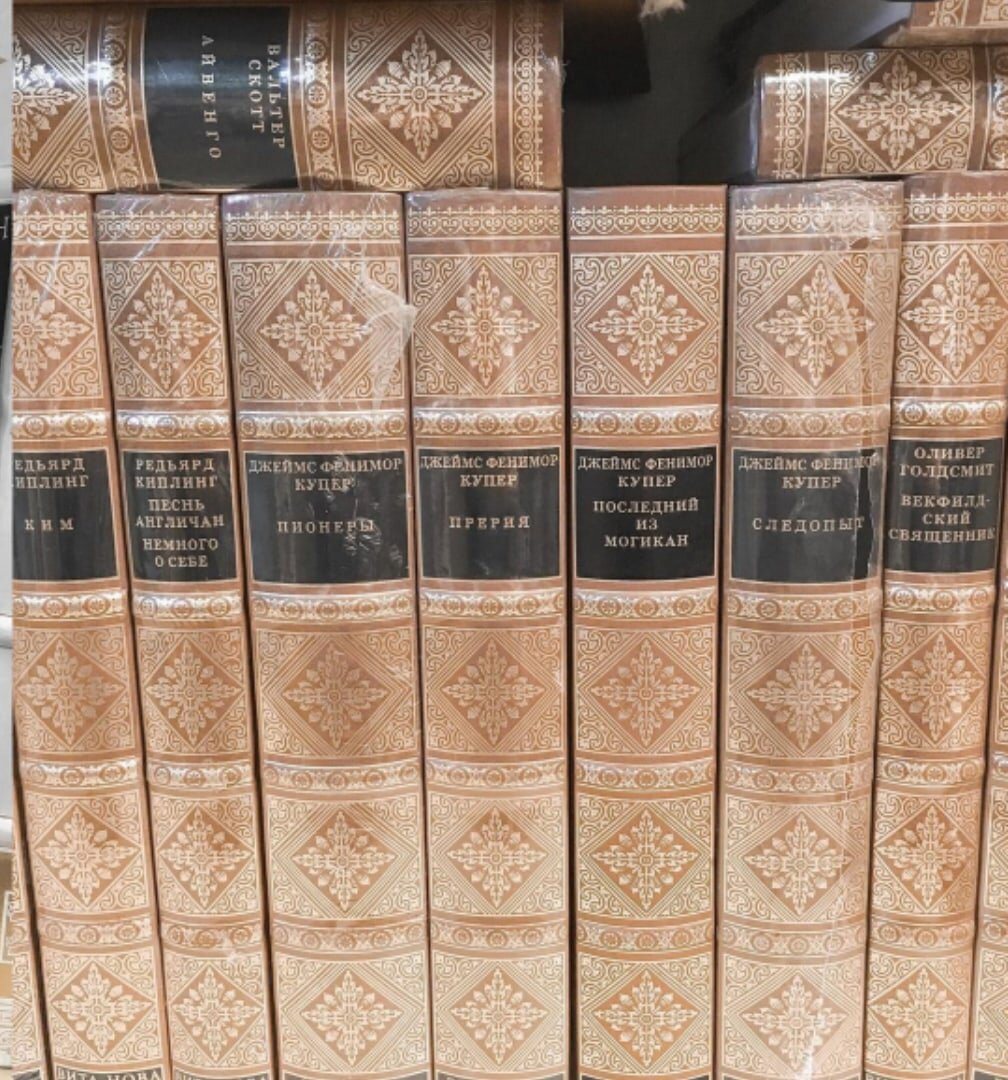 ВАЛЬТЕР
СКОТТ
АЙВЕНГО
ЕДЬЯРД
ИПЛИНГ
КИМ
РЕДЬЯРД
КИПЛИНГ
ПЕСНЬ
АНГЛИЧАН
НЕМНОГО
О СЕБЕ
ДЖЕЙМС ФЕНИМОР
КУПЕР
ПИОНЕРЫ
ДЖЕЙМС ФЕНИМОР
КУПЕР
ПРЕРИЯ
ДЖЕЙМС ФЕНИМОР
КУПЕР
ПОСЛЕДНИЙ
ИЗ
МОГИКАН
ДЖЕЙМС ФЕНИМОР
КУПЕР
СЛЕДОПЫТ
ОЛИВЕР
ГОЛДСМИТ
ВЕКФИЛД-
СКИЙ
СВЯЩЕННИК
ВИТА НОВА